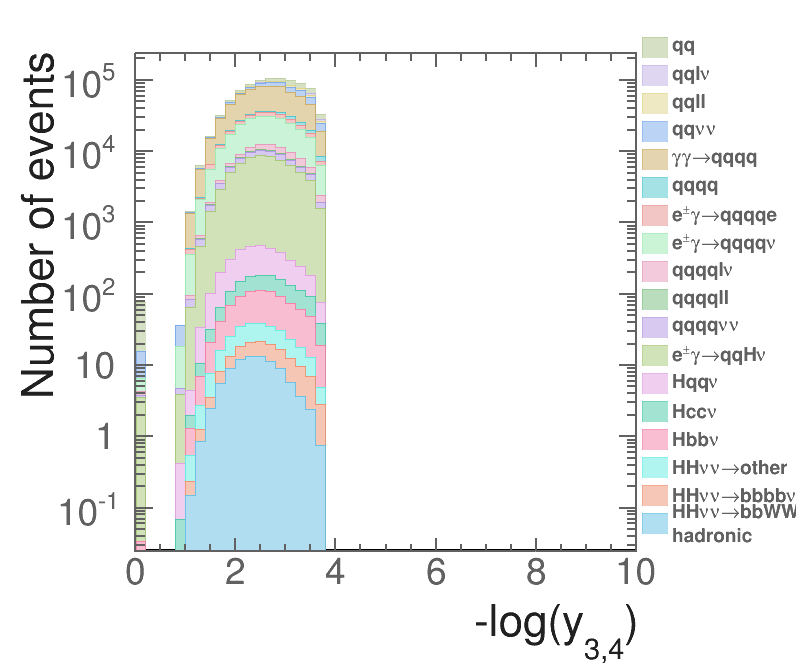 Number of events
10^5
10^4
10^3
10^2
10
1
10^-1
0 2 4 6 8 10
-log(y_3,4)
qq
qqlν
qqll
qqνν
γγ→qqqq
qqqq
e^±γ→qqqqe
e^±γ→qqqqν
qqqqlν
qqqqll
qqqqνν
e^±γ→qqHν
Hqqν
Hccν
Hbbν
HHνν→other
HHνν→bbbbν
HHνν→bbWW
hadronic